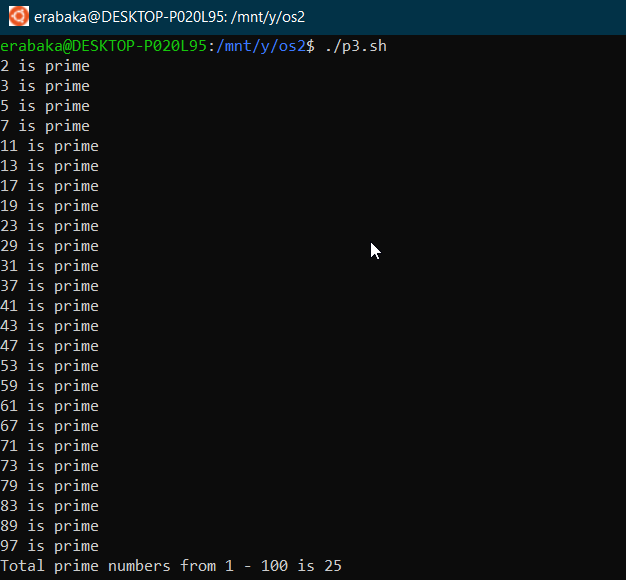 erabaka@DESKTOP-P020L95: /mnt/y/os2
erabaka@DESKTOP-P020L95:/mnt/y/os2$ ./p3.sh
2 is prime
3 is prime
5 is prime
7 is prime
11 is prime
13 is prime
17 is prime
19 is prime
23 is prime
29 is prime
31 is prime
37 is prime
41 is prime
43 is prime
47 is prime
53 is prime
59 is prime
61 is prime
67 is prime
71 is prime
73 is prime
79 is prime
83 is prime
89 is prime
97 is prime
Total prime numbers from 1 - 100 is 25